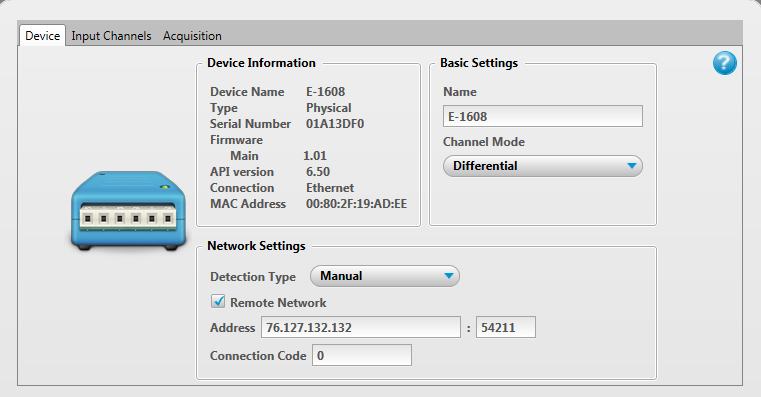 Device Input Channels Acquisition
Device Information
Device Name E-1608
Type Physical
Serial Number 01A13DF0
Firmware
Main 1.01
API version 6.50
Connection Ethernet
MAC Address 00:80:2F:19:AD:EE
Basic Settings
Name
E-1608
Channel Mode
Differential
?
Network Settings
Detection Type Manual
Remote Network
Address 76.127.132.132 : 54211
Connection Code 0